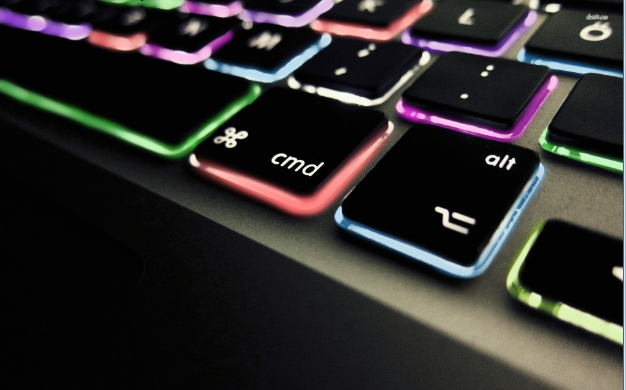 K
L
Ö
M
,
;
.
:
⌘
cmd
alt
⌥